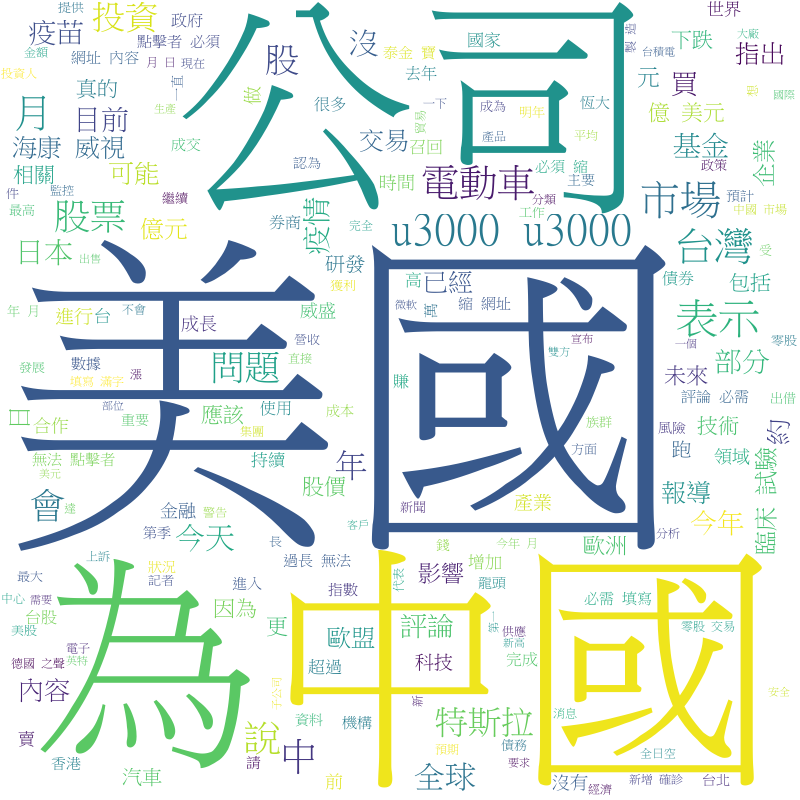 提供
投資
政府
疫苗
點擊者 必須
金額
網址 內容
泰金 寶
月 日 現在
投資人
真的
一直
月
目前
海康 威視
成交
相關
可能
件
監控
繼續
最高
股票
億元
日本
出售
公司
股
沒
國家
去年
做
很多
交易
召回
認為
時間
券商
疫情
完全
一下
貿易
成為
明年
產品
恆大
平均
電動車
必須 縮
主要
分類
工作
u3000 u3000
世界
下跌
指出
大廠
台積電
元
買
想
億 美元
國際
基金
企業
政策
市場
預計
中國 市場
台灣
受
美國
研發
獲利
高
已經
微軟
萬
縮 網址
債券
包括
表示
零股
宣布
一個
雙方
部分
賺
未來
評論 必需
出借
族群
風險
約
方面
跑
技術
領域
臨床 試驗
報導
產業
今年
新聞
歐洲
分析
年 月
進行
台
不會
威盛
發展
成長
營收
數據
問題
直接
填寫 滿字
漲
部位
日
合作
重要
應該
使用
成本
集團
無法 點擊者
持續
年
美元
股價
會
達
金融
警告
第季
今天
客戶
長
上訴
過長 無法
錢
今年 月
狀況
最大
記者
增加
中心
需要
進入
指數
代表
影響
龍頭
為
中國
台股
因為
美股
更
歐盟
評論
第一
供應
新高
電子
德國 之聲
英特
超過
科技
完成
子公司
新
內容
說
資料
機構
特斯拉
賣
中
債務
預期
要求
請
香港
汽車
前
全球
沒有
經濟
必需 填寫
零股 交易
安全
消息
全日空
新增 確診
台北